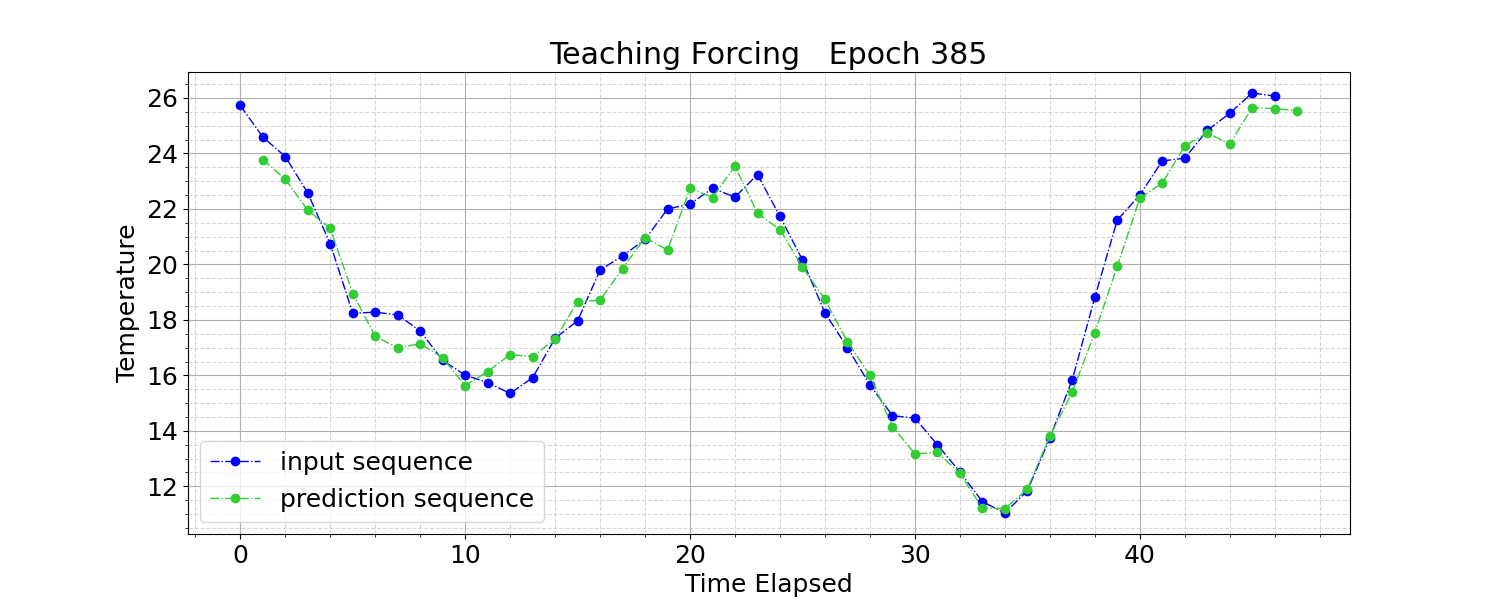 Teaching Forcing   Epoch 385
26
24
22
20
18
16
14
12
Temperature
input sequence
prediction sequence
0 10 20 30 40
Time Elapsed